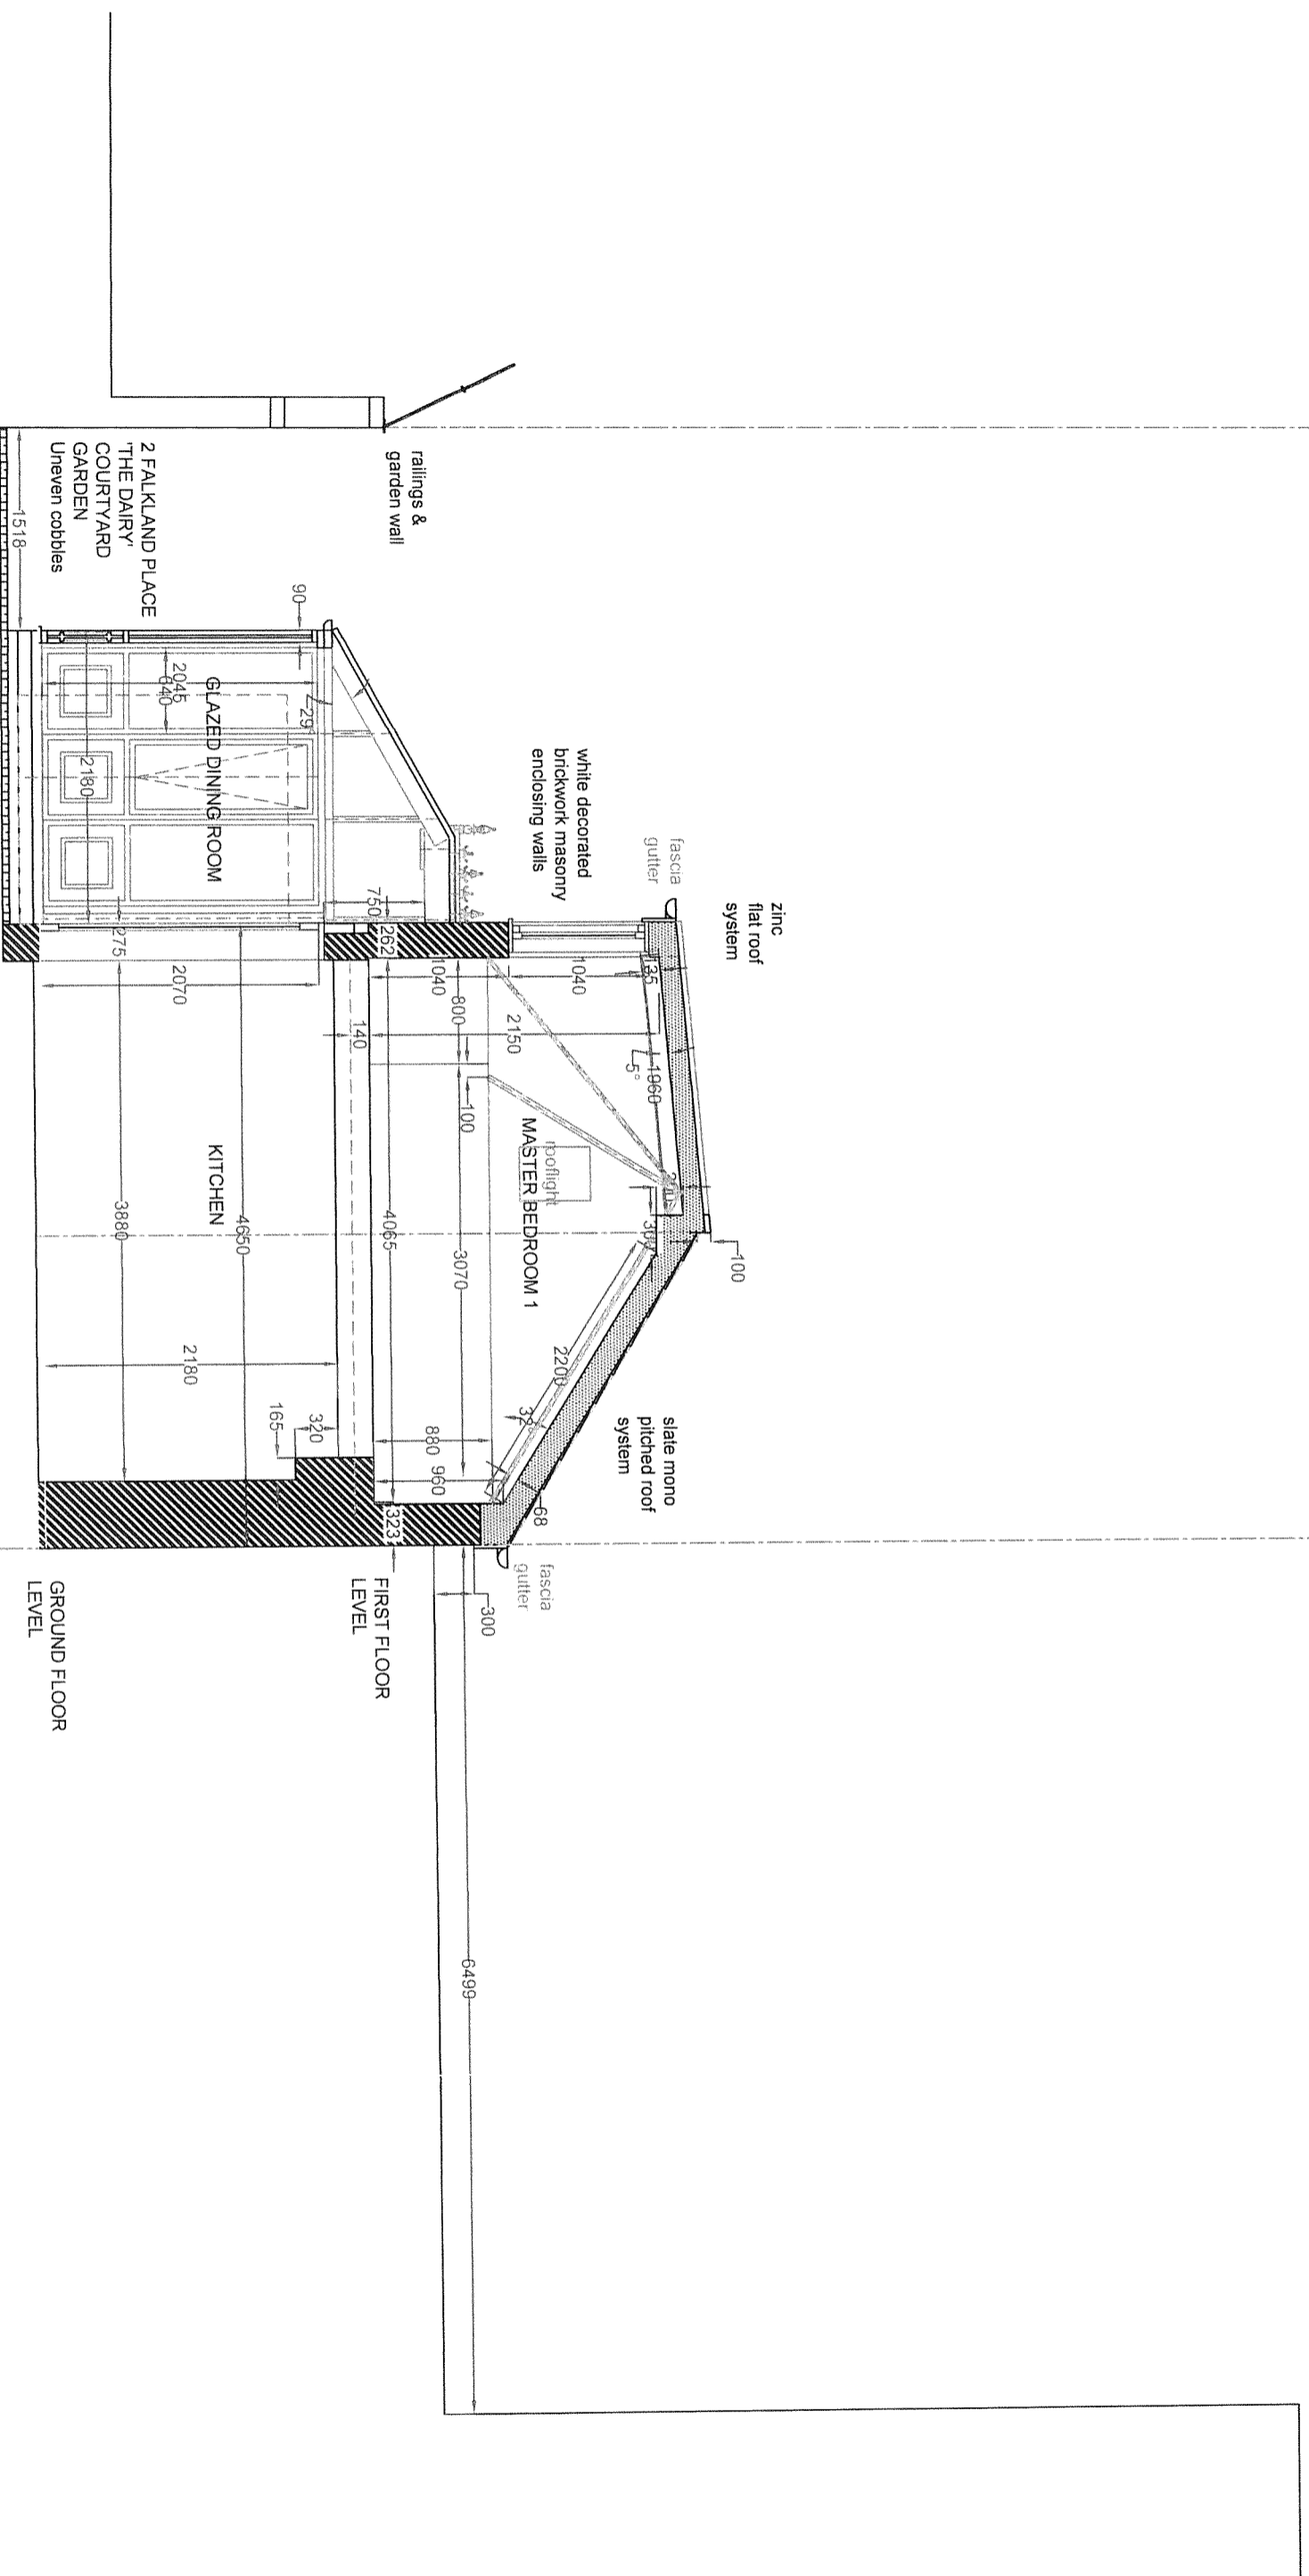 railings &
garden wall
2 FALKLAND PLACE
'THE DAIRY'
COURTYARD
GARDEN
Uneven cobbles
1518
90
GLAZED DINING ROOM
2045
640
29°
2180
750
262
275
2070
white decorated
brickwork masonry
enclosing walls
fascia
gutter
zinc
flat roof
system
135
1040
1040
800
2150
140
5°
1960
100
rooflight
MASTER BEDROOM 1
KITCHEN
3880
4650
4065
3070
100
2200
2180
165
320
880
960
323
68
slate mono
pitched roof
system
fascia
gutter
300
FIRST FLOOR
LEVEL
GROUND FLOOR
LEVEL
6499